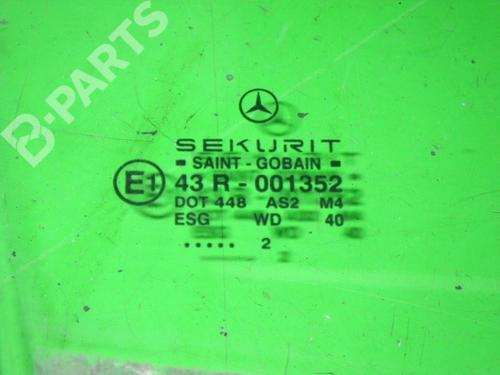 B-PARTS
SEKURIT
SAINT - GOBAIN
E1 43 R - 001352
DOT 448 AS2 M4
ESG WD 40
..... 2